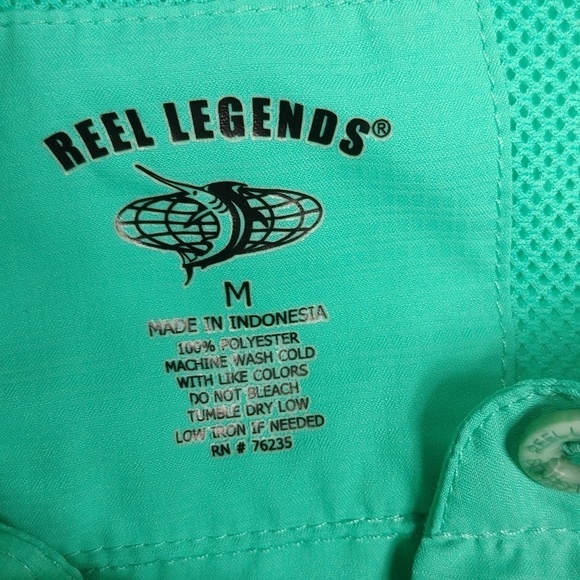 REEL LEGENDS®
M
MADE IN INDONESIA
100% POLYESTER
MACHINE WASH COLD
WITH LIKE COLORS
DO NOT BLEACH
TUMBLE DRY LOW
LOW IRON IF NEEDED
RN # 76235
REEL